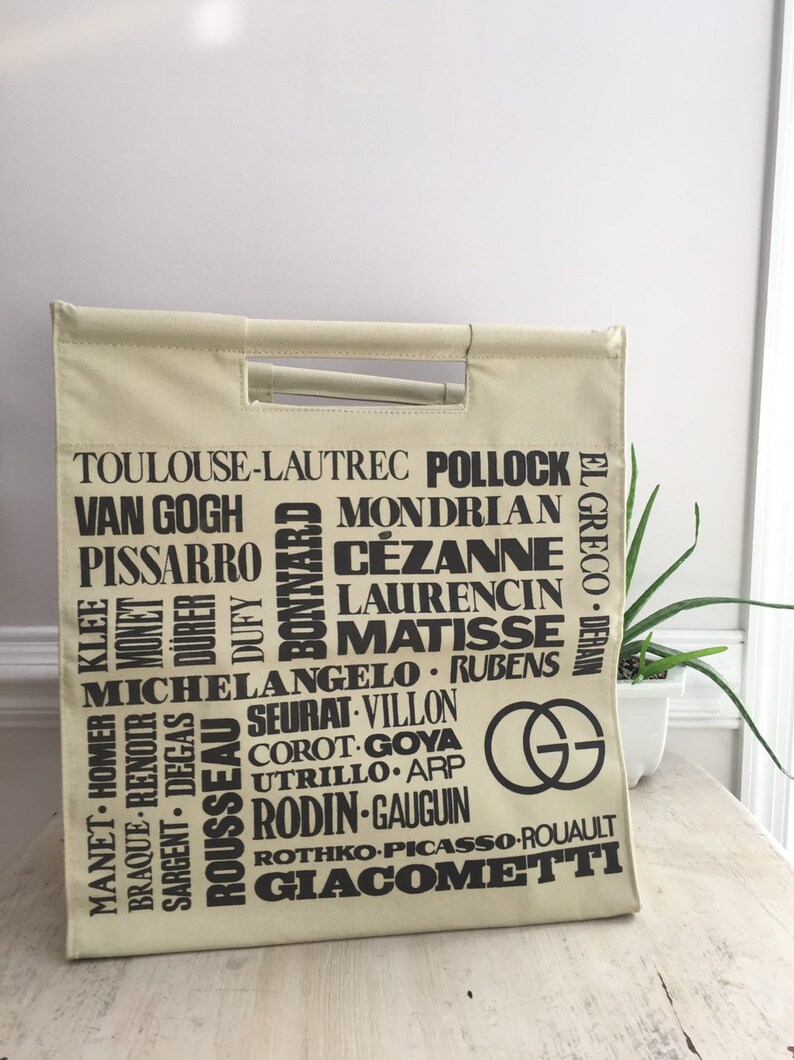 TOULOUSE-LAUTREC POLLOCK
EL GRECO • DERAIN
VAN GOGH
BONNARD
MONDRIAN
PISSARRO
CÉZANNE
KLEE
MONET
DÜRER
DUFY
LAURENCIN
MATISSE
MICHELANGELO • RUBENS
MANET • HOMER
BRAQUE • RENOIR
SARGENT • DEGAS
ROUSSEAU
SEURAT • VILLON
COROT • GOYA
UTRILLO • ARP
RODIN • GAUGUIN
GG
ROTHKO • PICASSO • ROUAULT
GIACOMETTI